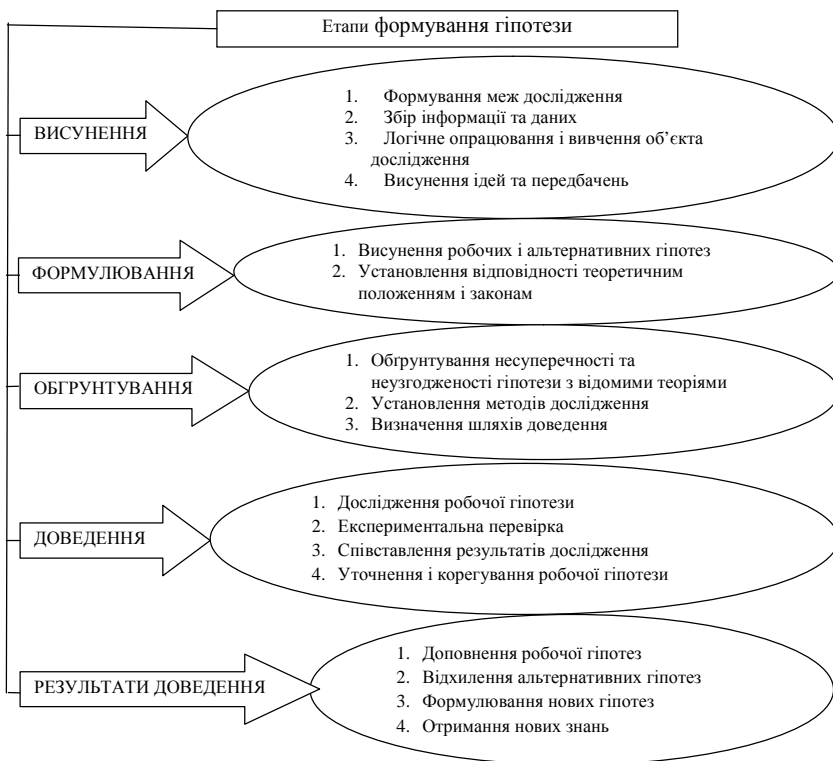 Етапи формування гіпотези
ВИСУНЕННЯ
1. Формування меж дослідження
2. Збір інформації та даних
3. Логічне опрацювання і вивчення об’єкта
дослідження
4. Висунення ідей та передбачень
ФОРМУЛЮВАННЯ
1. Висунення робочих і альтернативних гіпотез
2. Установлення відповідності теоретичним
положенням і законам
ОБГРУНТУВАННЯ
1. Обґрунтування несуперечності та
неузгодженості гіпотези з відомими теоріями
2. Установлення методів дослідження
3. Визначення шляхів доведення
ДОВЕДЕННЯ
1. Дослідження робочої гіпотези
2. Експериментальна перевірка
3. Співставлення результатів дослідження
4. Уточнення і корегування робочої гіпотези
РЕЗУЛЬТАТИ ДОВЕДЕННЯ
1. Доповнення робочої гіпотез
2. Відхилення альтернативних гіпотез
3. Формулювання нових гіпотез
4. Отримання нових знань